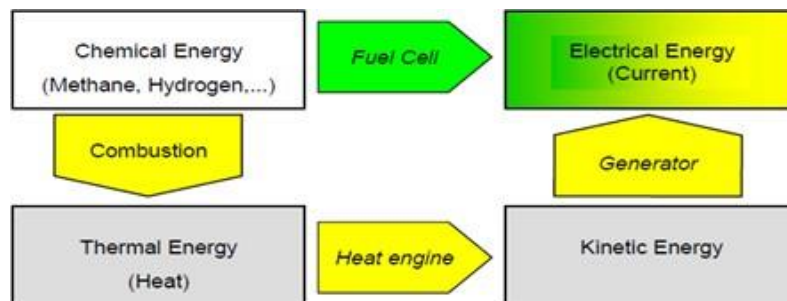 Chemical Energy
(Methane, Hydrogen,...)
Fuel Cell
Electrical Energy
(Current)
Combustion
Generator
Thermal Energy
(Heat)
Heat engine
Kinetic Energy